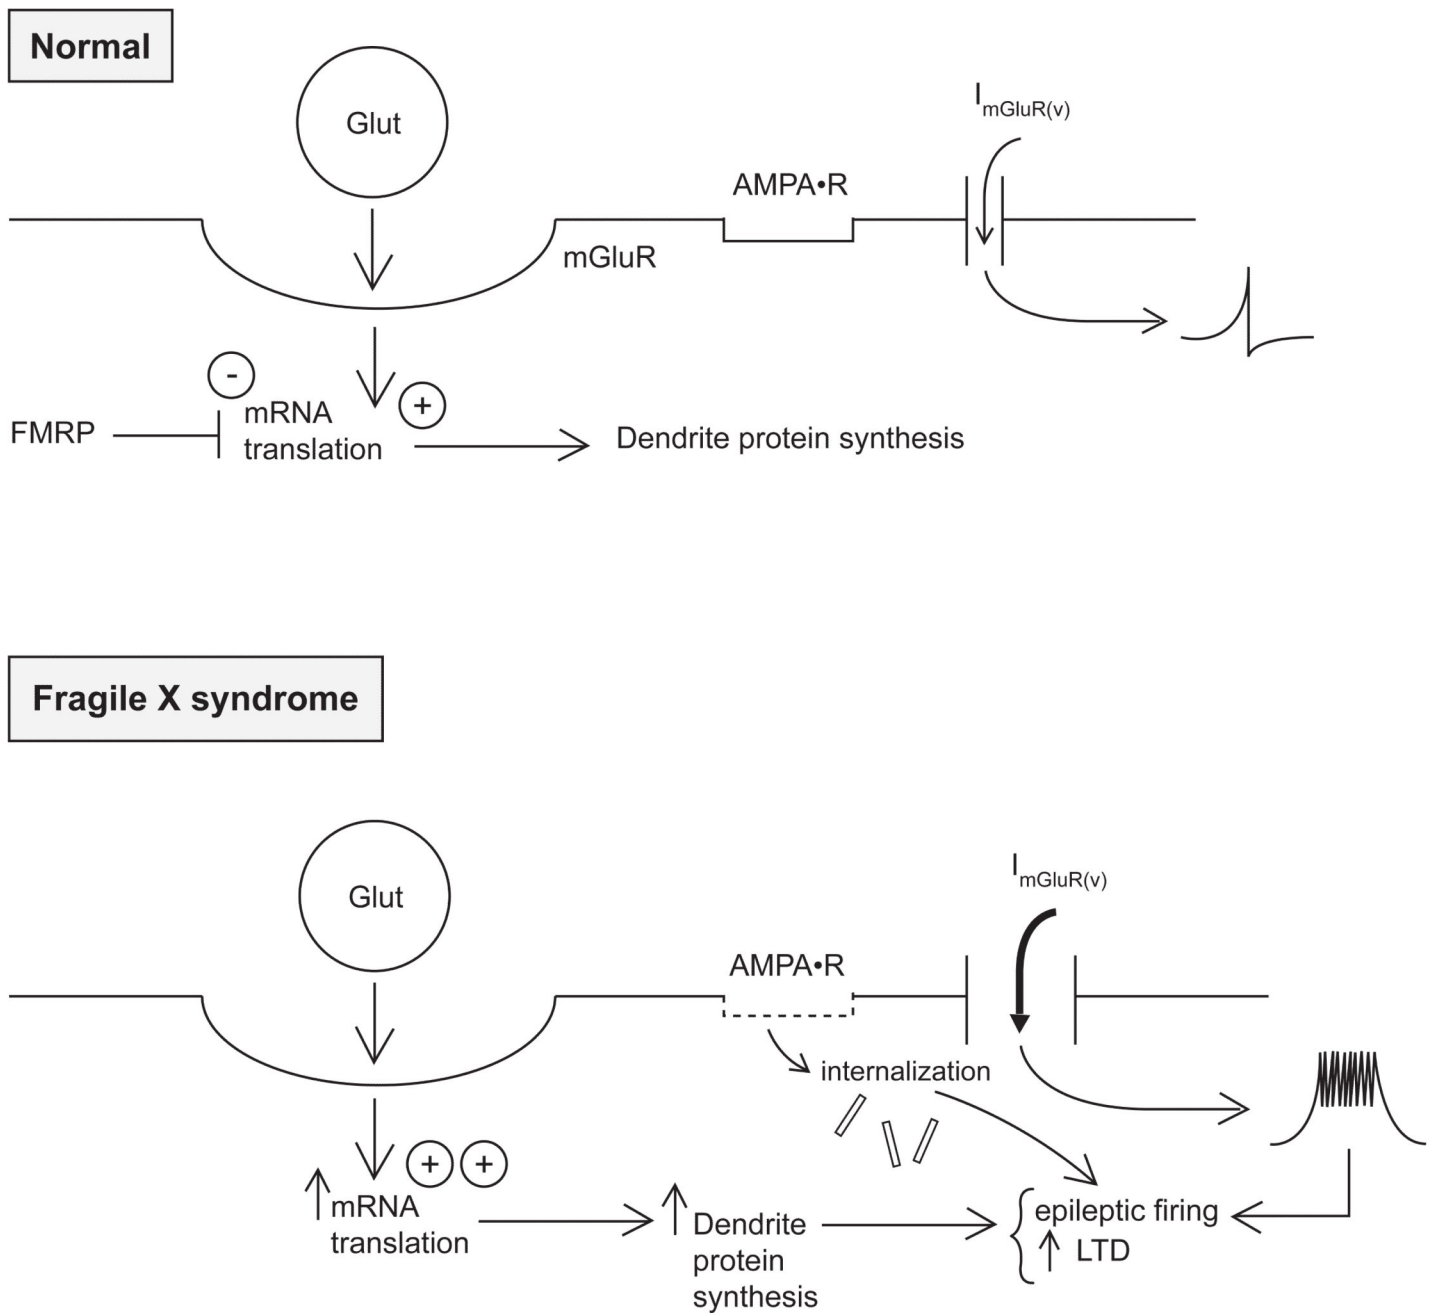 Normal
Glut
I mGluR(v)
AMPA•R
mGluR
-
+
FMRP
mRNA
translation
Dendrite protein synthesis
Fragile X syndrome
Glut
I mGluR(v)
AMPA•R
internalization
+ +
↑ mRNA
translation
↑ Dendrite
protein
synthesis
epileptic firing
↑ LTD